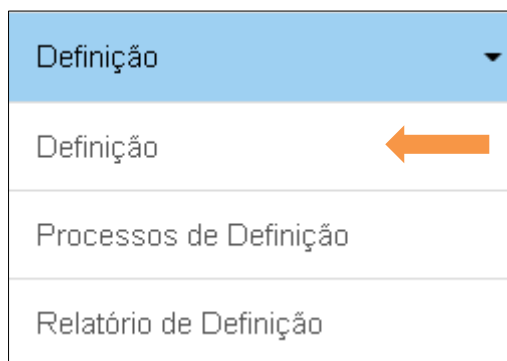 Definição
Definição
Processos de Definição
Relatório de Definição